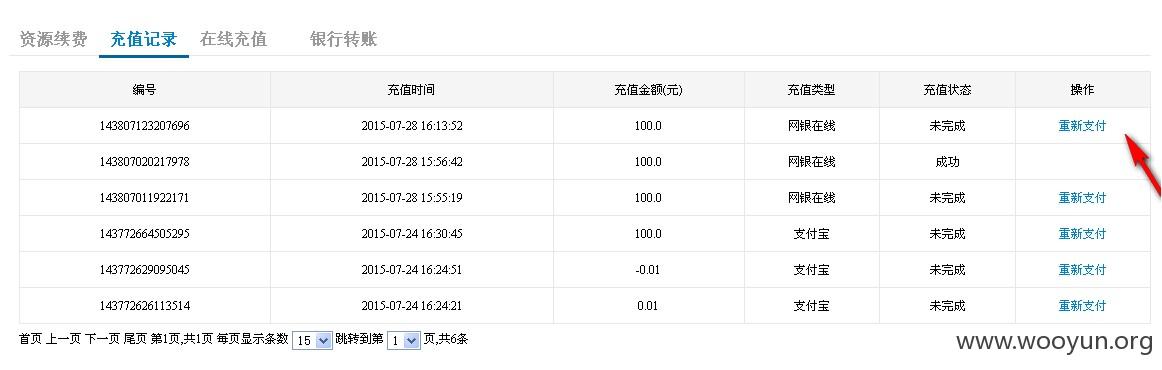 资源续费 充值记录 在线充值 银行转账
编号 充值时间 充值金额(元) 充值类型 充值状态 操作
143807123207696 2015-07-28 16:13:52 100.0 网银在线 未完成 重新支付
143807020217978 2015-07-28 15:56:42 100.0 网银在线 成功
143807011922171 2015-07-28 15:55:19 100.0 网银在线 未完成 重新支付
143772664505295 2015-07-24 16:30:45 100.0 支付宝 未完成 重新支付
143772629095045 2015-07-24 16:24:51 -0.01 支付宝 未完成 重新支付
143772626113514 2015-07-24 16:24:21 0.01 支付宝 未完成 重新支付
首页 上一页 下一页 尾页 第1页,共1页 每页显示条数 15 跳转到第 1 页,共6条
www.wooyun.org